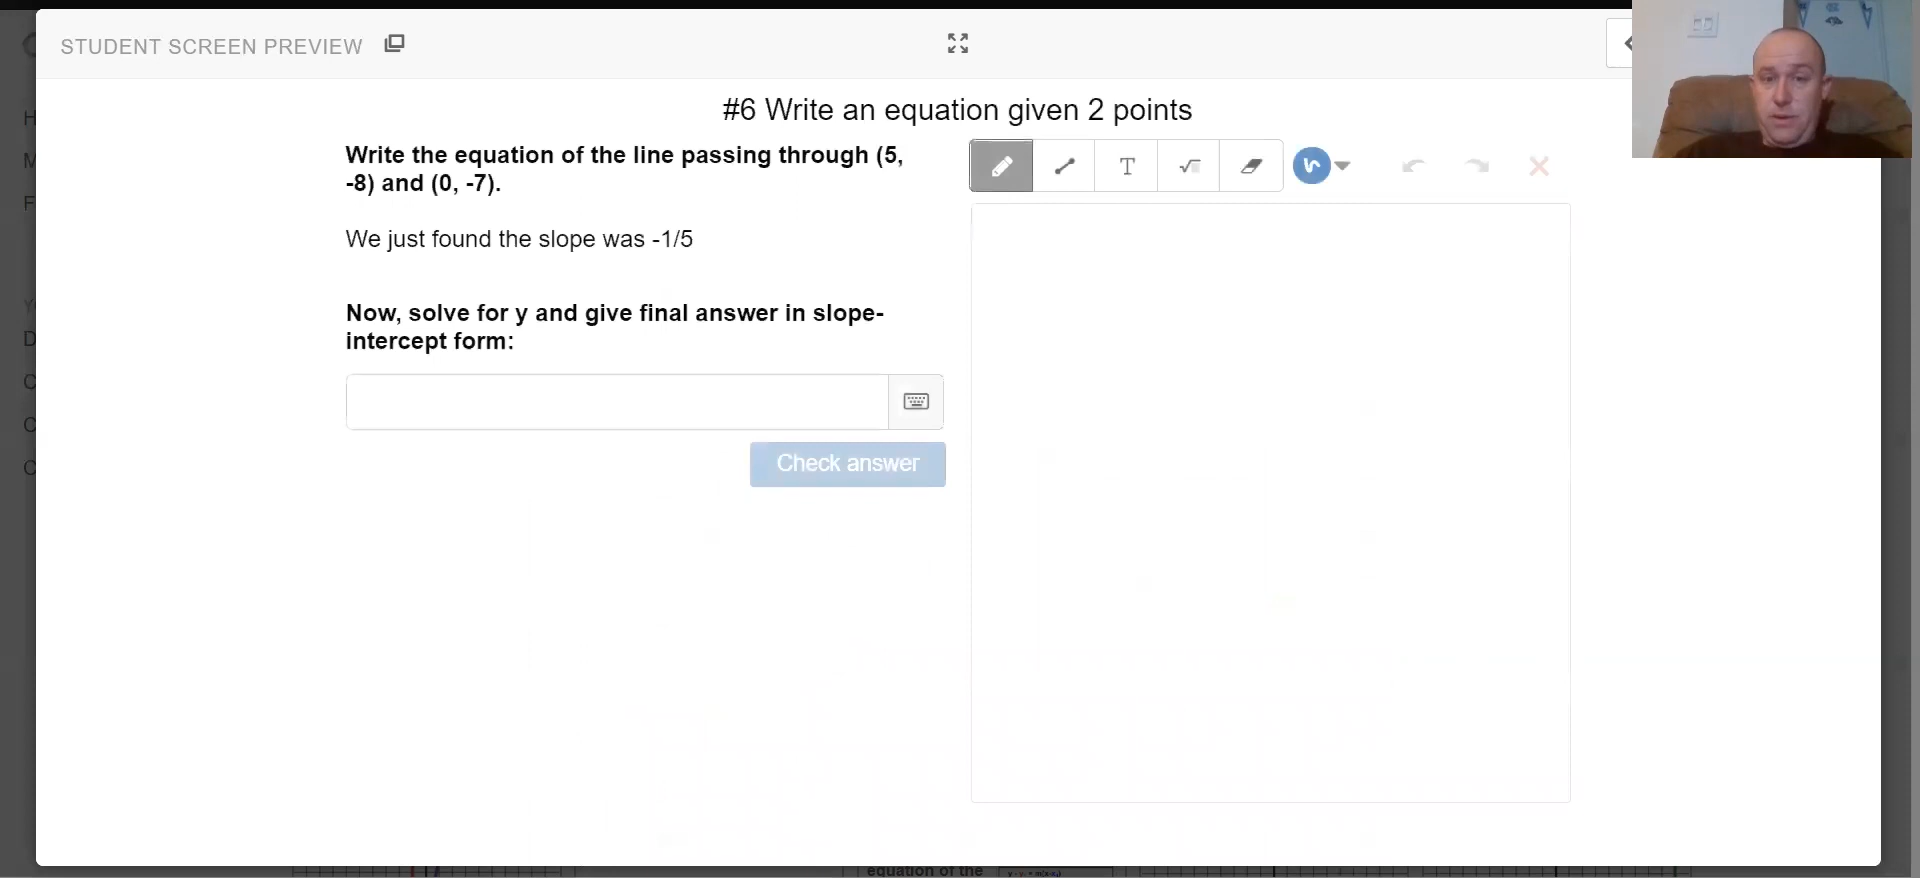 STUDENT SCREEN PREVIEW
#6 Write an equation given 2 points
Write the equation of the line passing through (5,
-8) and (0, -7).
We just found the slope was -1/5
Now, solve for y and give final answer in slope-
intercept form:
Check answer
T
H
M
F
Y
D
C
C
C
equation of the